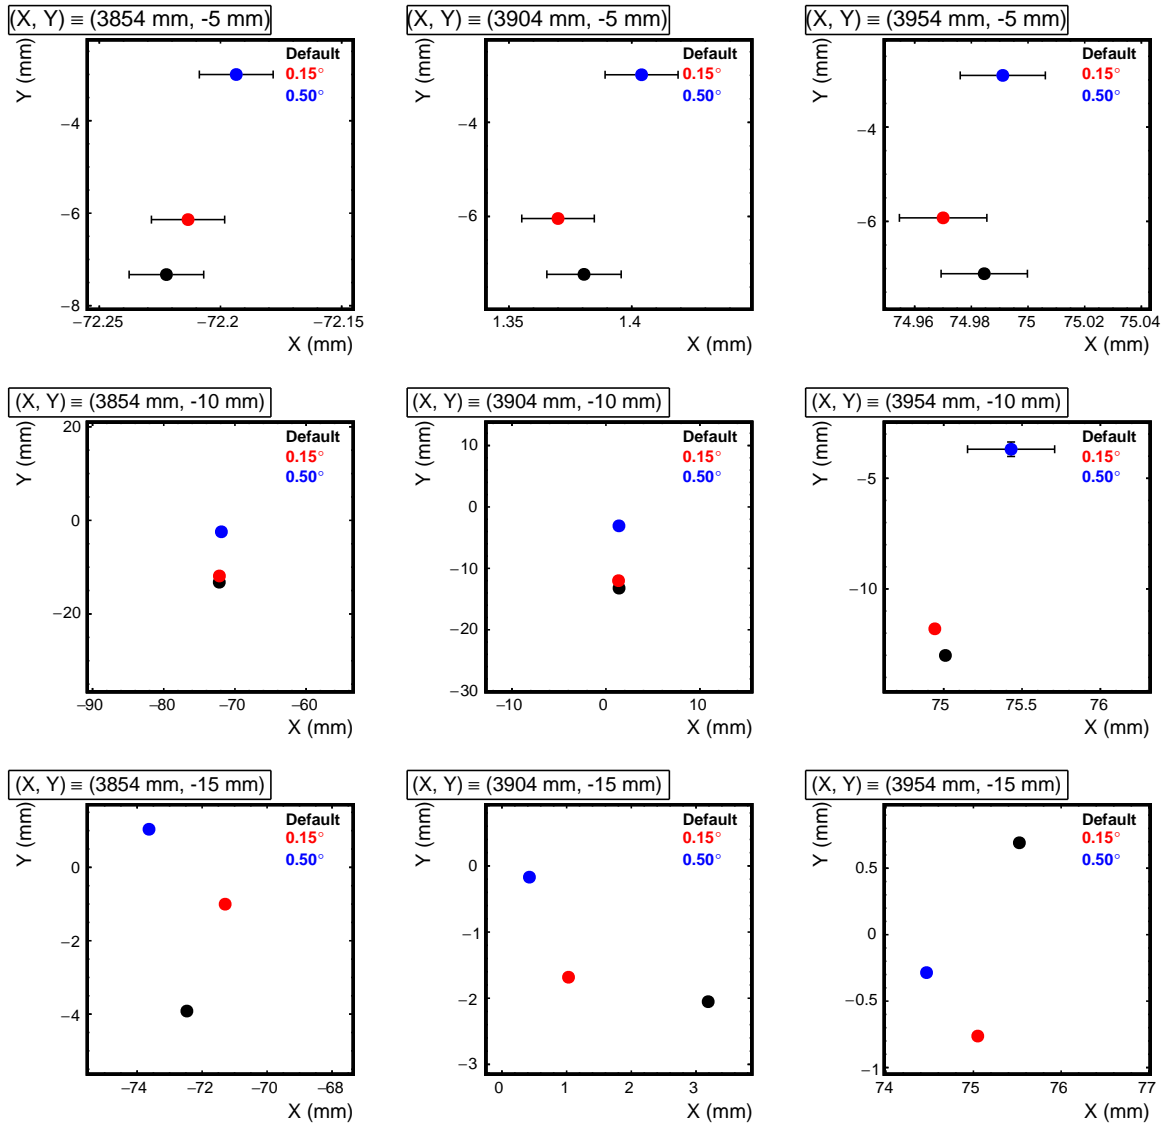 (X, Y) ≡ (3854 mm, -5 mm)
Y (mm)
Default
0.15°
0.50°
−4
−6
−8
−72.25
−72.2
−72.15
X (mm)
(X, Y) ≡ (3904 mm, -5 mm)
Y (mm)
Default
0.15°
0.50°
−4
−6
1.35
1.4
X (mm)
(X, Y) ≡ (3954 mm, -5 mm)
Y (mm)
Default
0.15°
0.50°
−4
−6
74.96
74.98
75
75.02
75.04
X (mm)
(X, Y) ≡ (3854 mm, -10 mm)
Y (mm)
Default
0.15°
0.50°
20
0
−20
−90
−80
−70
−60
X (mm)
(X, Y) ≡ (3904 mm, -10 mm)
Y (mm)
Default
0.15°
0.50°
10
0
−10
−20
−30
−10
0
10
X (mm)
(X, Y) ≡ (3954 mm, -10 mm)
Y (mm)
Default
0.15°
0.50°
−5
−10
75
75.5
76
X (mm)
(X, Y) ≡ (3854 mm, -15 mm)
Y (mm)
Default
0.15°
0.50°
0
−2
−4
−74
−72
−70
−68
X (mm)
(X, Y) ≡ (3904 mm, -15 mm)
Y (mm)
Default
0.15°
0.50°
0
−1
−2
−3
0
1
2
3
X (mm)
(X, Y) ≡ (3954 mm, -15 mm)
Y (mm)
Default
0.15°
0.50°
0.5
0
−0.5
−1
74
75
76
77
X (mm)